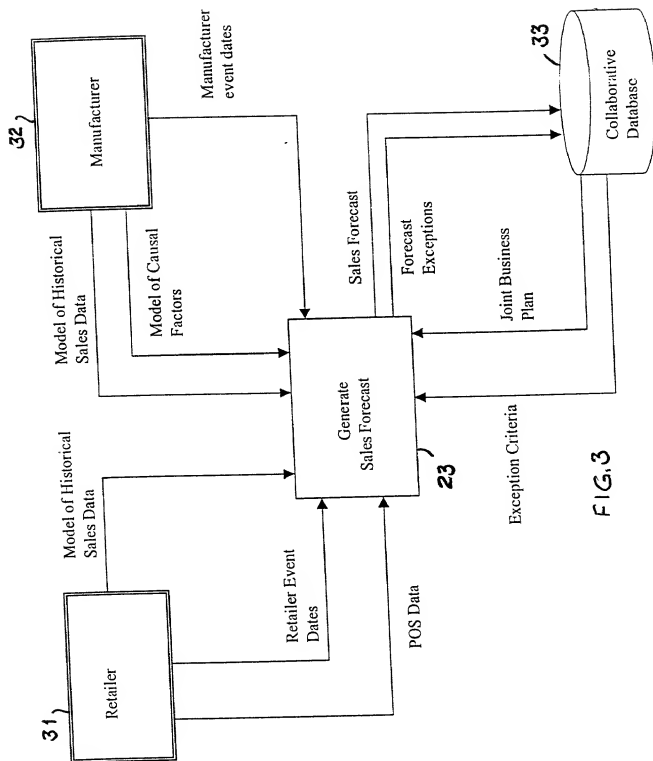 32
Manufacturer
33
Collaborative
Database
Manufacturer
event dates
Model of Historical
Sales Data
Model of Causal
Factors
Sales Forecast
Forecast
Exceptions
Joint Business
Plan
Generate
Sales Forecast
23
Exception Criteria
Model of Historical
Sales Data
31
Retailer
Retailer Event
Dates
POS Data
FIG.3